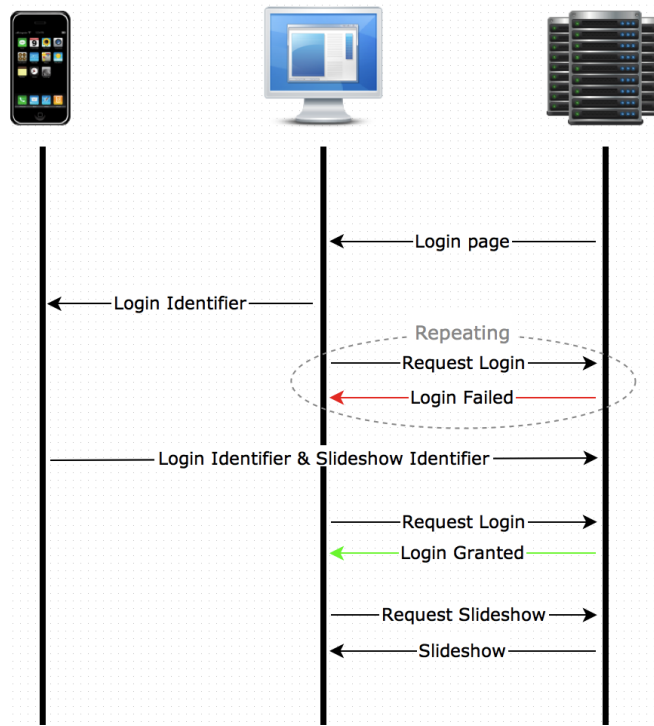 Login page
Login Identifier
Repeating
Request Login
Login Failed
Login Identifier & Slideshow Identifier
Request Login
Login Granted
Request Slideshow
Slideshow